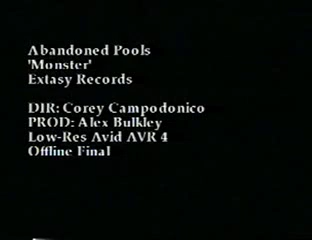 Abandoned Pools
'Monster'
Extasy Records
DIR: Corey Campodonico
PROD: Alex Bulkley
Low-Res Avid AVR 4
Offline Final